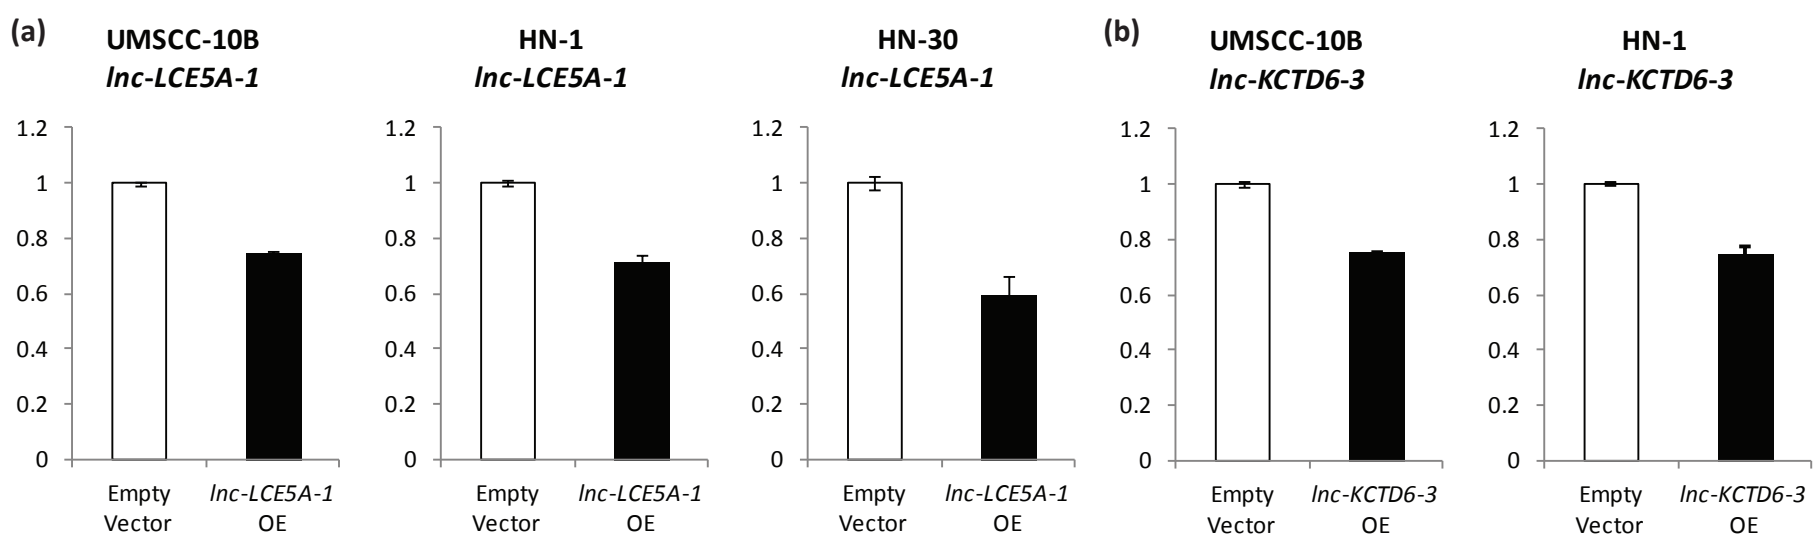 (a)
UMSCC-10B
lnc-LCE5A-1
1.2
1
0.8
0.6
0.4
0.2
0
Empty
Vector
lnc-LCE5A-1
OE
HN-1
lnc-LCE5A-1
1.2
1
0.8
0.6
0.4
0.2
0
Empty
Vector
lnc-LCE5A-1
OE
HN-30
lnc-LCE5A-1
1.2
1
0.8
0.6
0.4
0.2
0
Empty
Vector
lnc-LCE5A-1
OE
(b)
UMSCC-10B
lnc-KCTD6-3
1.2
1
0.8
0.6
0.4
0.2
0
Empty
Vector
lnc-KCTD6-3
OE
HN-1
lnc-KCTD6-3
1.2
1
0.8
0.6
0.4
0.2
0
Empty
Vector
lnc-KCTD6-3
OE